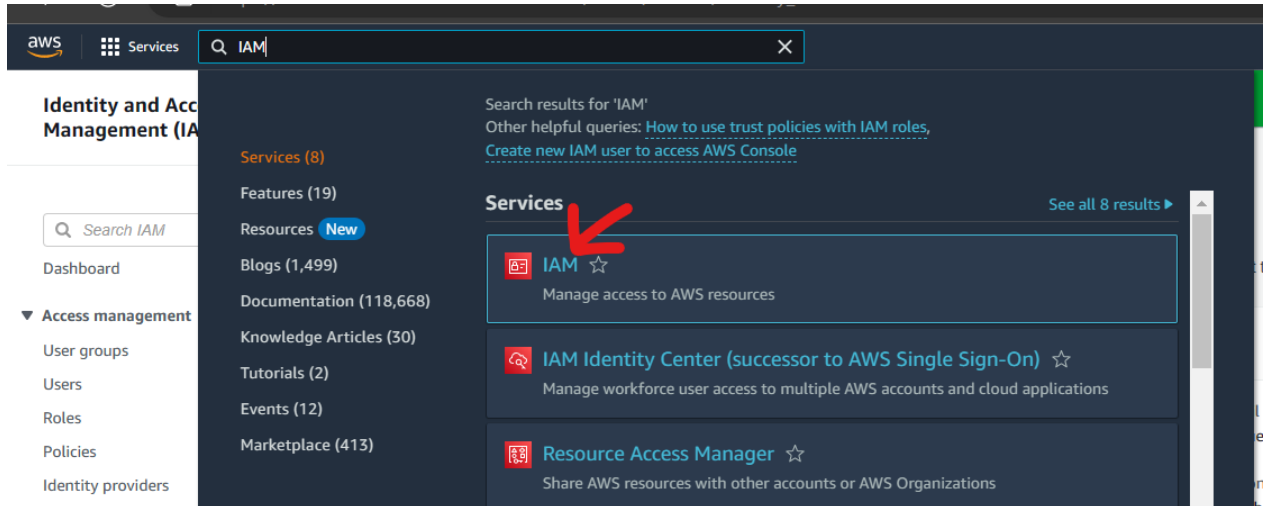 aws
Services
IAM
Identity and Acc
Management (IA
Search IAM
Dashboard
Access management
User groups
Users
Roles
Policies
Identity providers
Services (8)
Features (19)
Resources New
Blogs (1,499)
Documentation (118,668)
Knowledge Articles (30)
Tutorials (2)
Events (12)
Marketplace (413)
Search results for 'IAM'
Other helpful queries: How to use trust policies with IAM roles,
Create new IAM user to access AWS Console
Services
See all 8 results
IAM
Manage access to AWS resources
IAM Identity Center (successor to AWS Single Sign-On)
Manage workforce user access to multiple AWS accounts and cloud applications
Resource Access Manager
Share AWS resources with other accounts or AWS Organizations